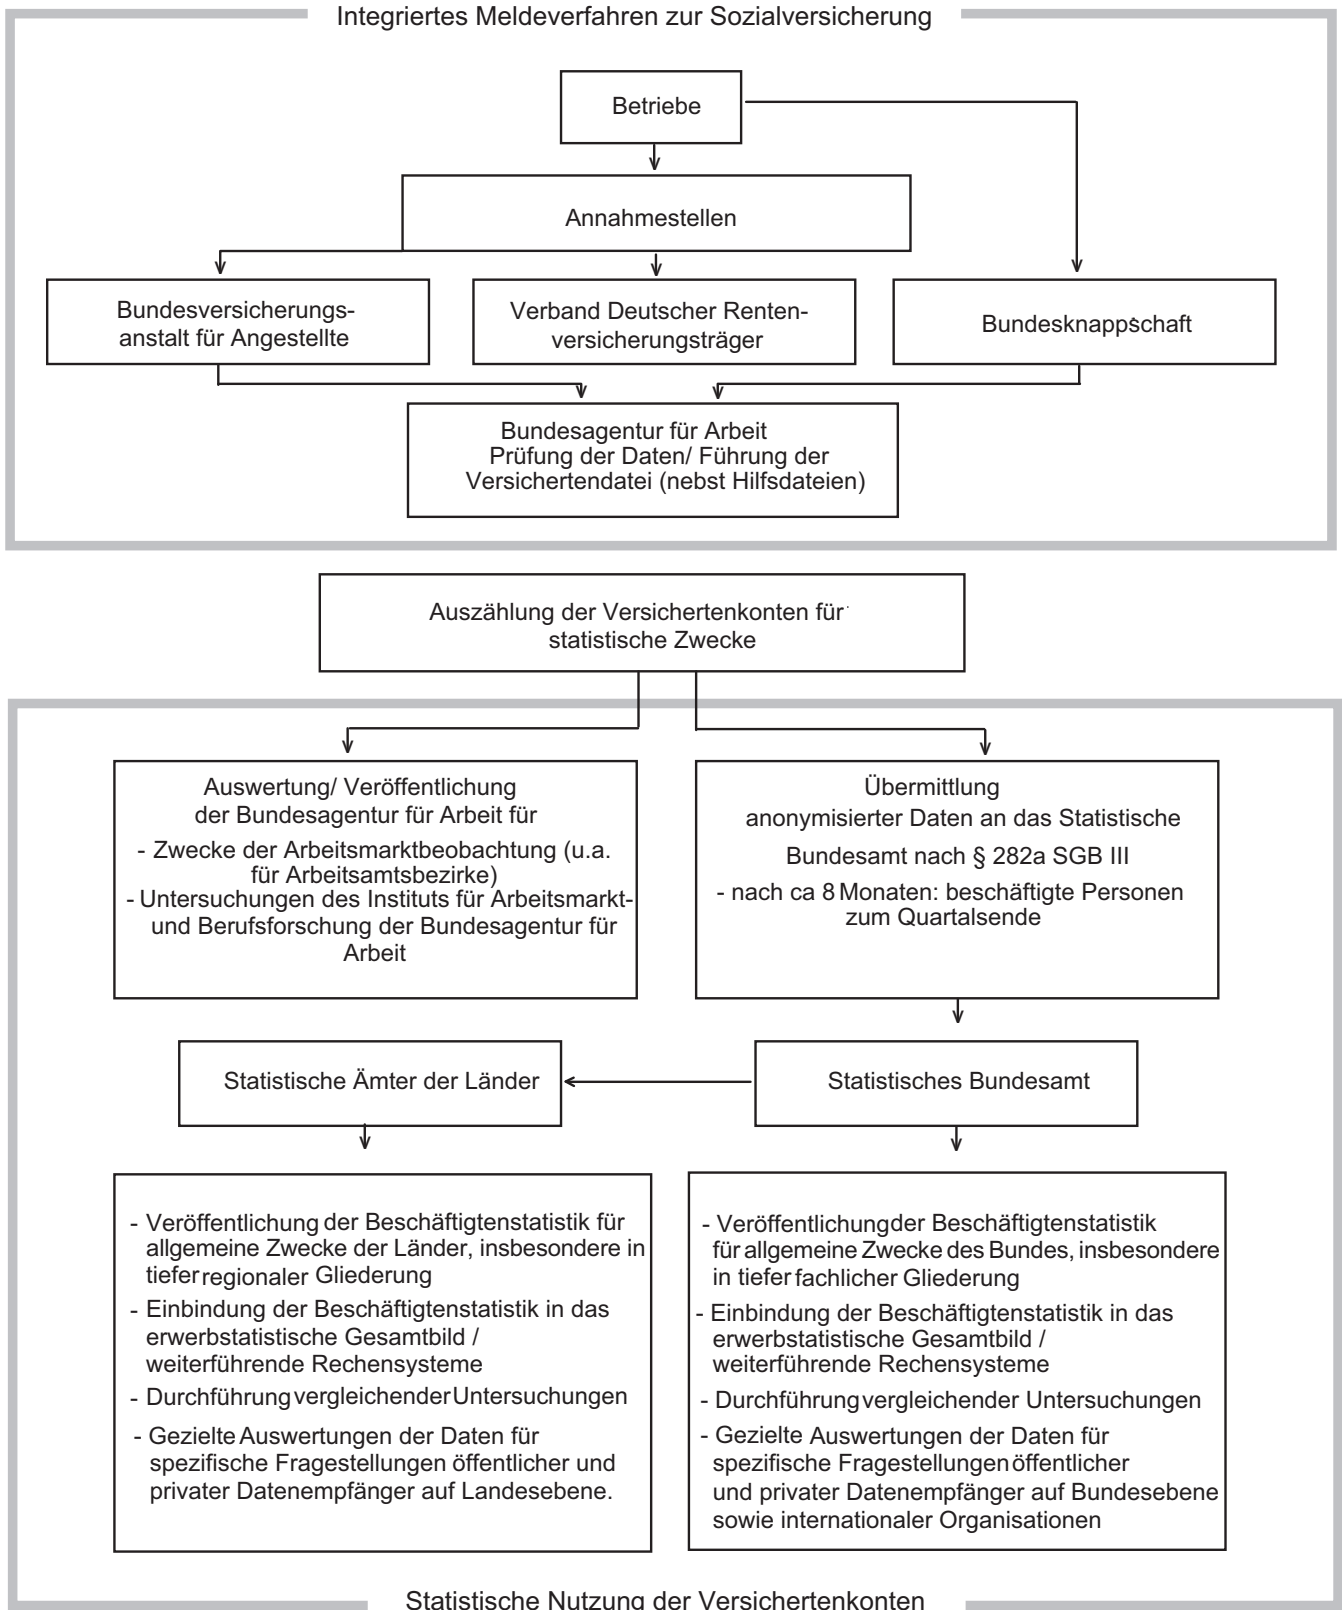 Integriertes Meldeverfahren zur Sozialversicherung
Betriebe
Annahmestellen
Bundesversicherungs-
anstalt für Angestellte
Verband Deutscher Renten-
versicherungsträger
Bundesknappschaft
Bundesagentur für Arbeit
Prüfung der Daten/ Führung der
Versichertendatei (nebst Hilfsdateien)
Auszählung der Versichertenkonten für
statistische Zwecke
Auswertung/ Veröffentlichung
der Bundesagentur für Arbeit für
- Zwecke der Arbeitsmarktbeobachtung (u.a.
für Arbeitsamtsbezirke)
- Untersuchungen des Instituts für Arbeitsmarkt-
und Berufsforschung der Bundesagentur für
Arbeit
Übermittlung
anonymisierter Daten an das Statistische
Bundesamt nach § 282a SGB III
- nach ca 8 Monaten: beschäftigte Personen
zum Quartalsende
Statistische Ämter der Länder
Statistisches Bundesamt
- Veröffentlichung der Beschäftigtenstatistik für
allgemeine Zwecke der Länder, insbesondere in
tiefer regionaler Gliederung
- Einbindung der Beschäftigtenstatistik in das
erwerbstatistische Gesamtbild /
weiterführende Rechensysteme
- Durchführung vergleichender Untersuchungen
- Gezielte Auswertungen der Daten für
spezifische Fragestellungen öffentlicher und
privater Datenempfänger auf Landesebene.
- Veröffentlichung der Beschäftigtenstatistik
für allgemeine Zwecke des Bundes, insbesondere
in tiefer fachlicher Gliederung
- Einbindung der Beschäftigtenstatistik in das
erwerbstatistische Gesamtbild /
weiterführende Rechensysteme
- Durchführung vergleichender Untersuchungen
- Gezielte Auswertungen der Daten für
spezifische Fragestellungen öffentlicher
und privater Datenempfänger auf Bundesebene
sowie internationaler Organisationen
Statistische Nutzung der Versichertenkonten